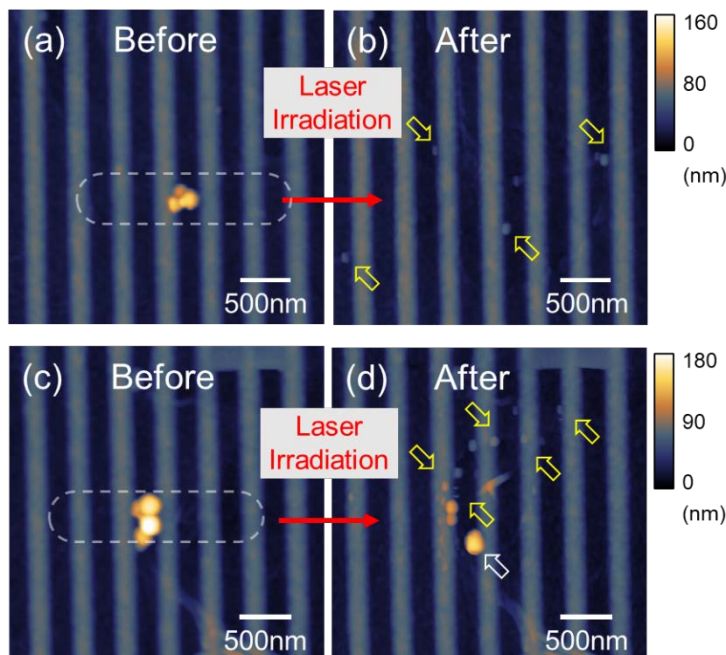 (a) Before
(b) After
160
80
0
(nm)
Laser
Irradiation
500nm
500nm
(c) Before
(d) After
180
90
0
(nm)
Laser
Irradiation
500nm
500nm